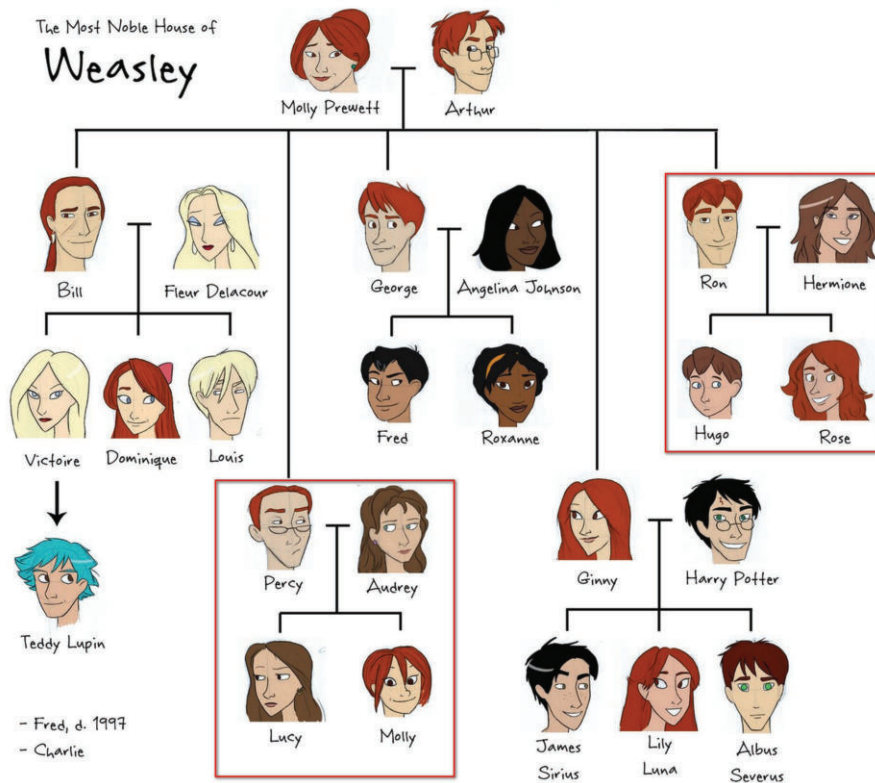 The Most Noble House of
Weasley
Molly Prewett Arthur
Bill Fleur Delacour George Angelina Johnson Ron Hermione
Victoire Dominique Louis Fred Roxanne Hugo Rose
Percy Audrey Ginny Harry Potter
Teddy Lupin
Lucy Molly James Lily Albus
Sirius Luna Severus
- Fred, d. 1997
- Charlie